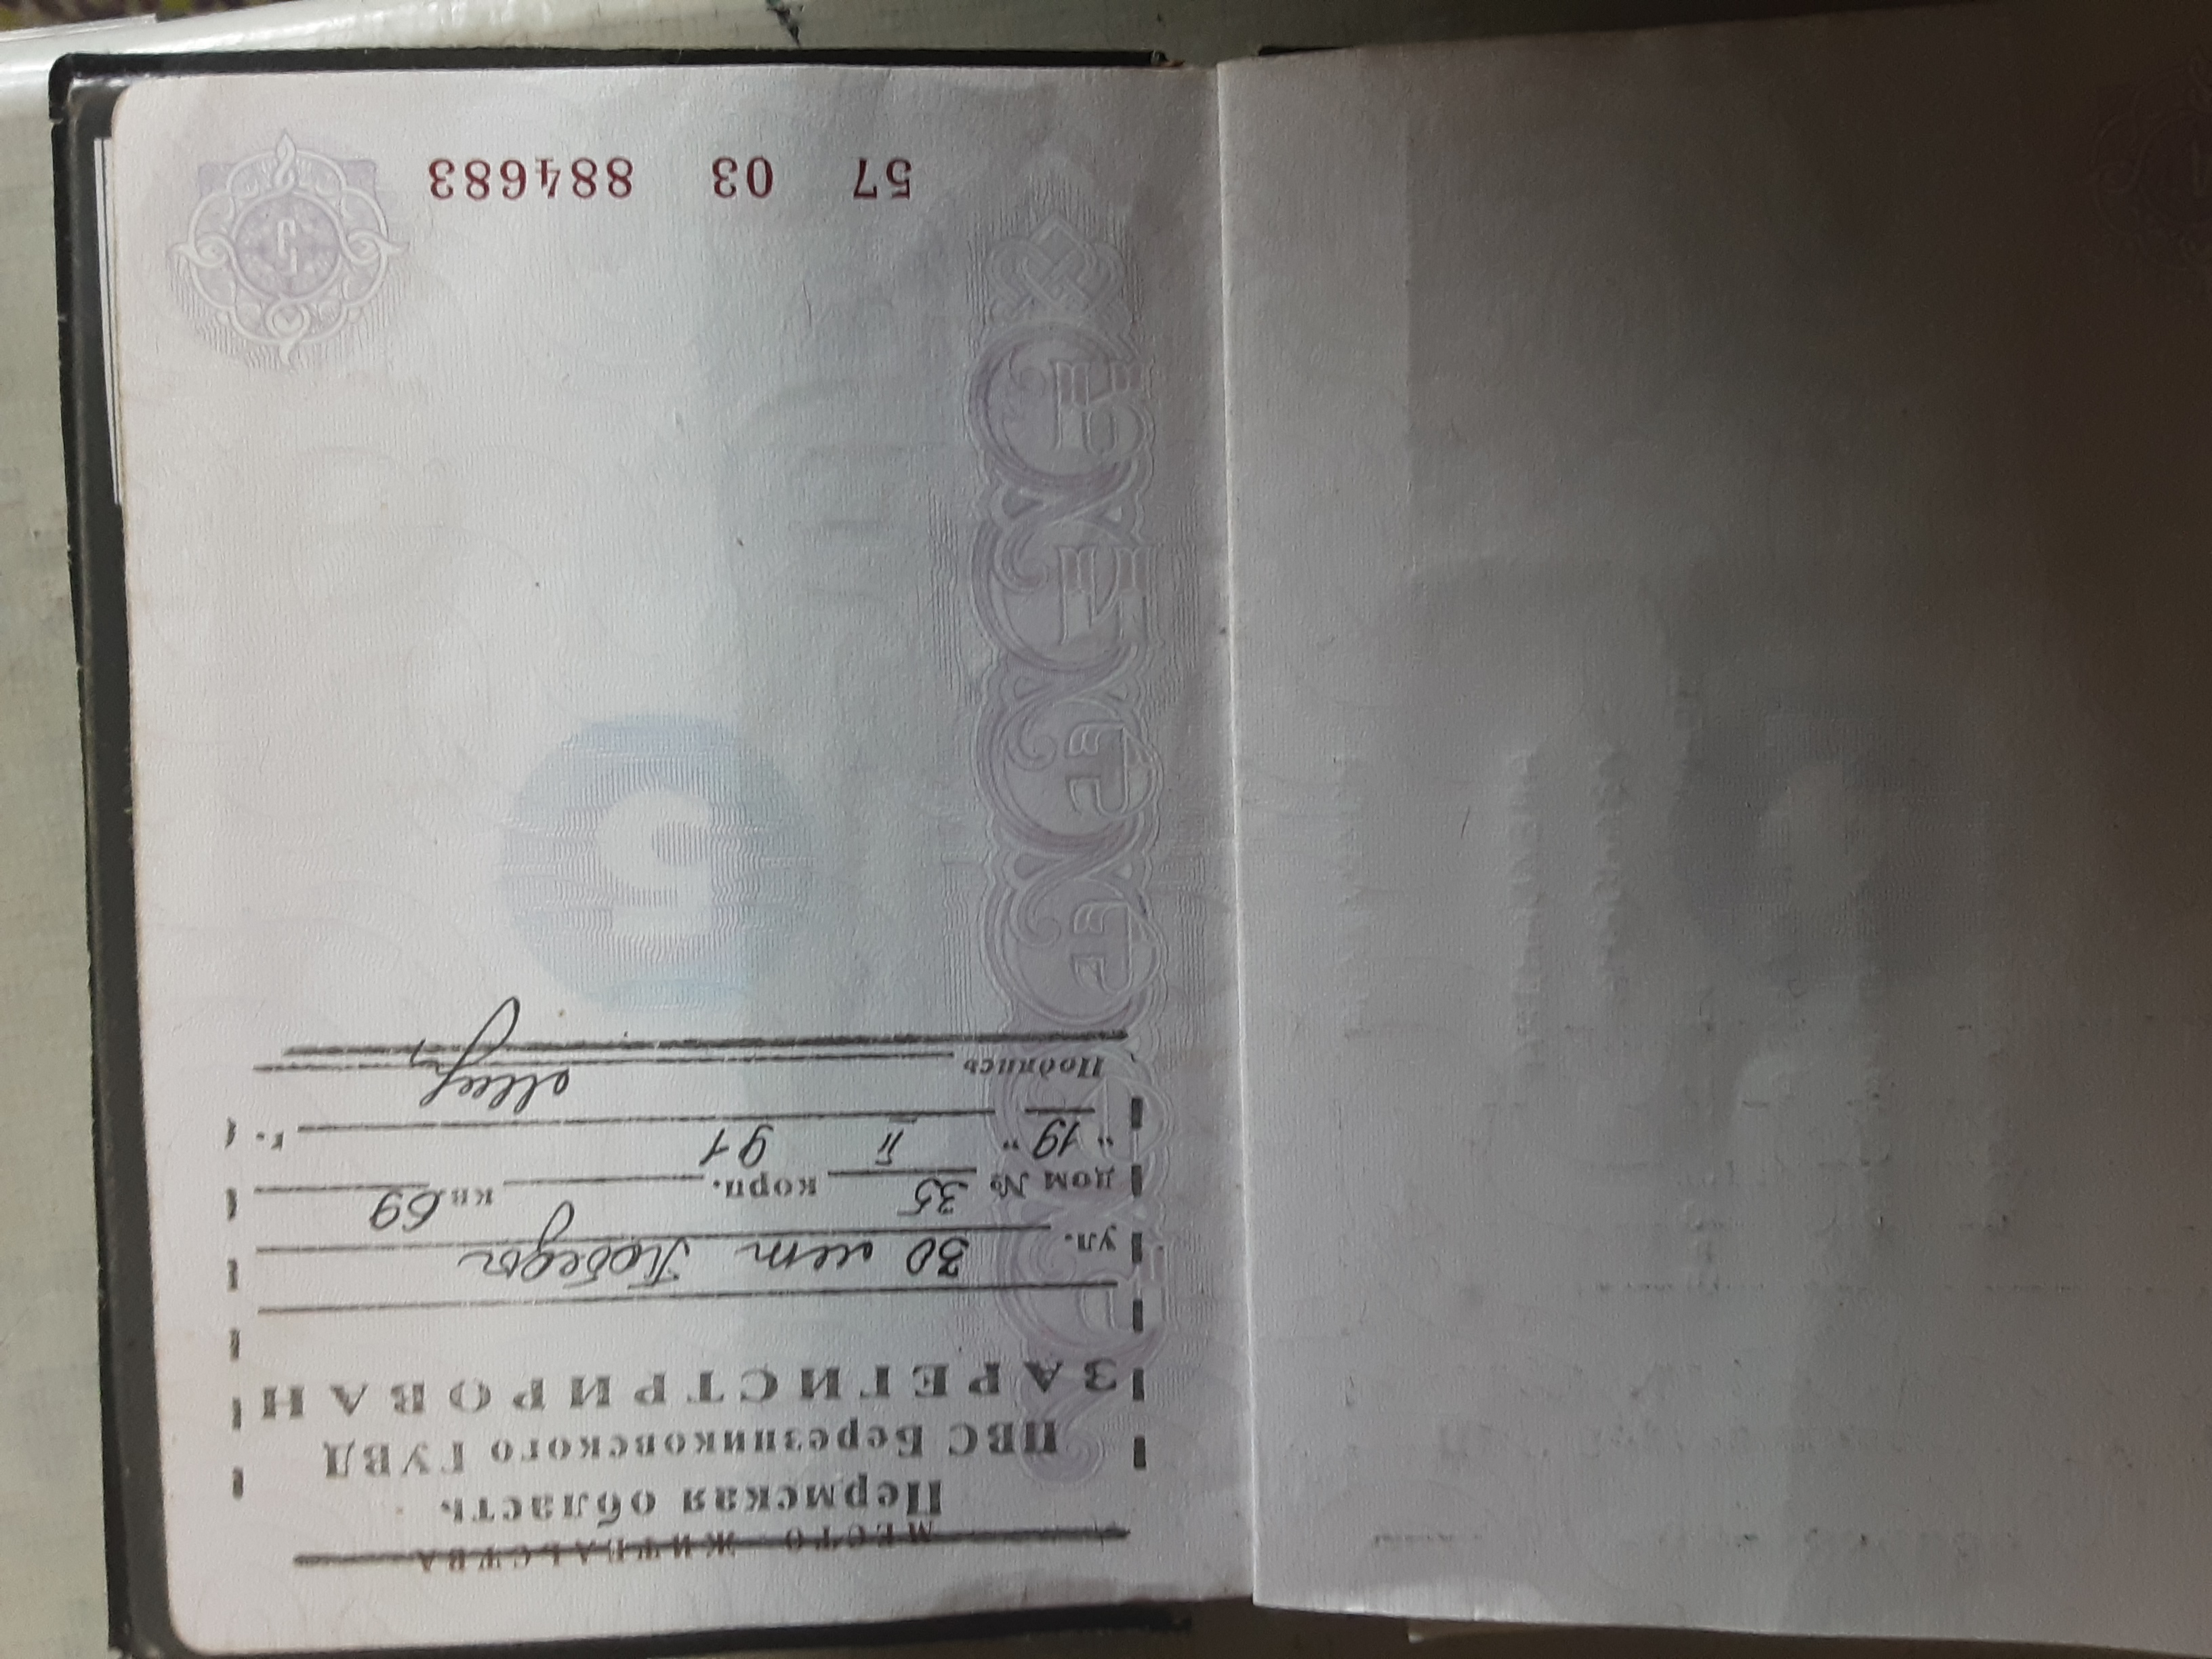 МЕСТО ЖИТЕЛЬСТВА
Пермская область
ПВС Березниковского ГУВД
ЗАРЕГИСТРИРОВАН
ул. 30 лет Победы
дом № 35 корп. кв. 69
"19" II 91 г.
Подпись
5
5
57 03 884683